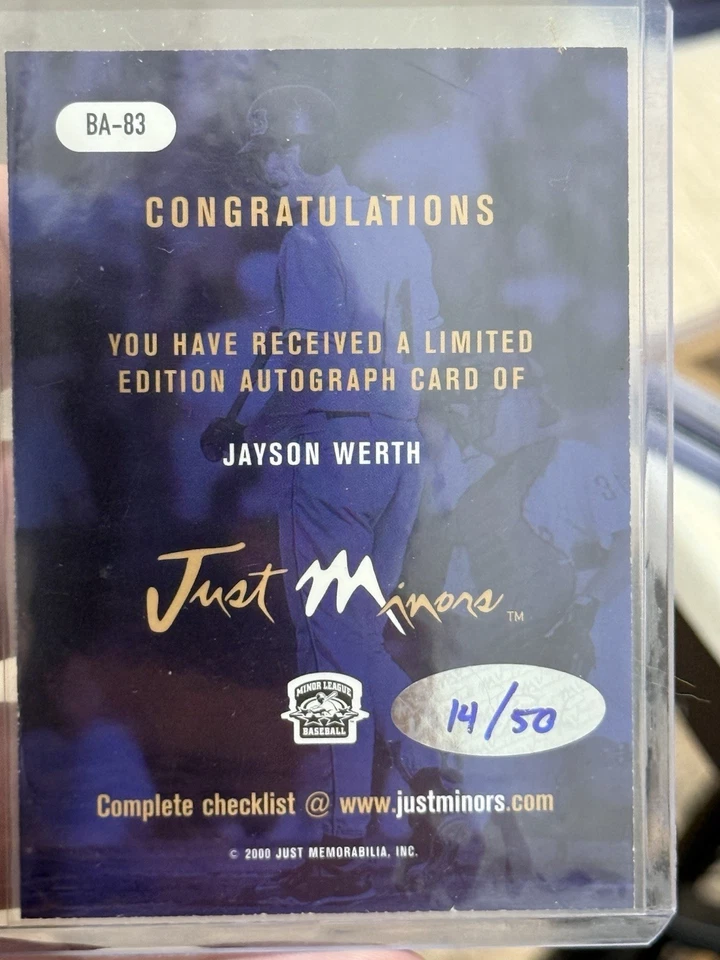 BA-83
CONGRATULATIONS
YOU HAVE RECEIVED A LIMITED
EDITION AUTOGRAPH CARD OF
JAYSON WERTH
Just Minors™
MINOR LEAGUE
BASEBALL
14/50
Complete checklist @ www.justminors.com
© 2000 JUST MEMORABILIA, INC.